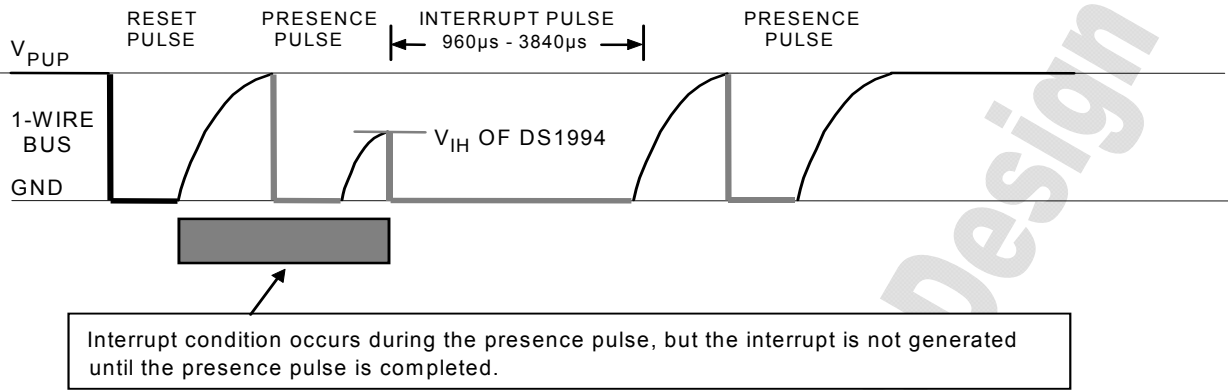 RESET PULSE
PRESENCE PULSE
INTERRUPT PULSE
960µs - 3840µs
PRESENCE PULSE
VPUP
1-WIRE BUS
VIH OF DS1994
GND
Interrupt condition occurs during the presence pulse, but the interrupt is not generated
until the presence pulse is completed.
Design